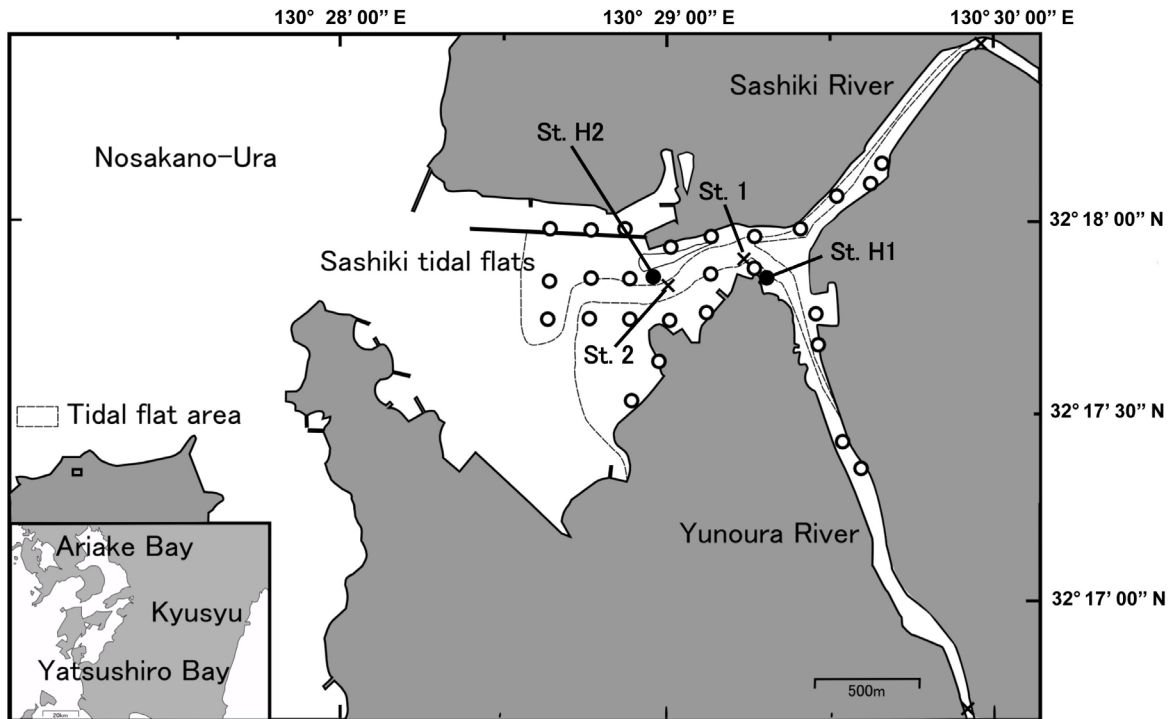 130° 28’ 00’’ E
130° 29’ 00’’ E
130° 30’ 00’’ E
Sashiki River
St. H2
Nosakano-Ura
St. 1
32° 18’ 00’’ N
St. H1
Sashiki tidal flats
St. 2
Tidal flat area
32° 17’ 30’’ N
Yunoura River
Ariake Bay
Kyusyu
32° 17’ 00’’ N
Yatsushiro Bay
500m
20km